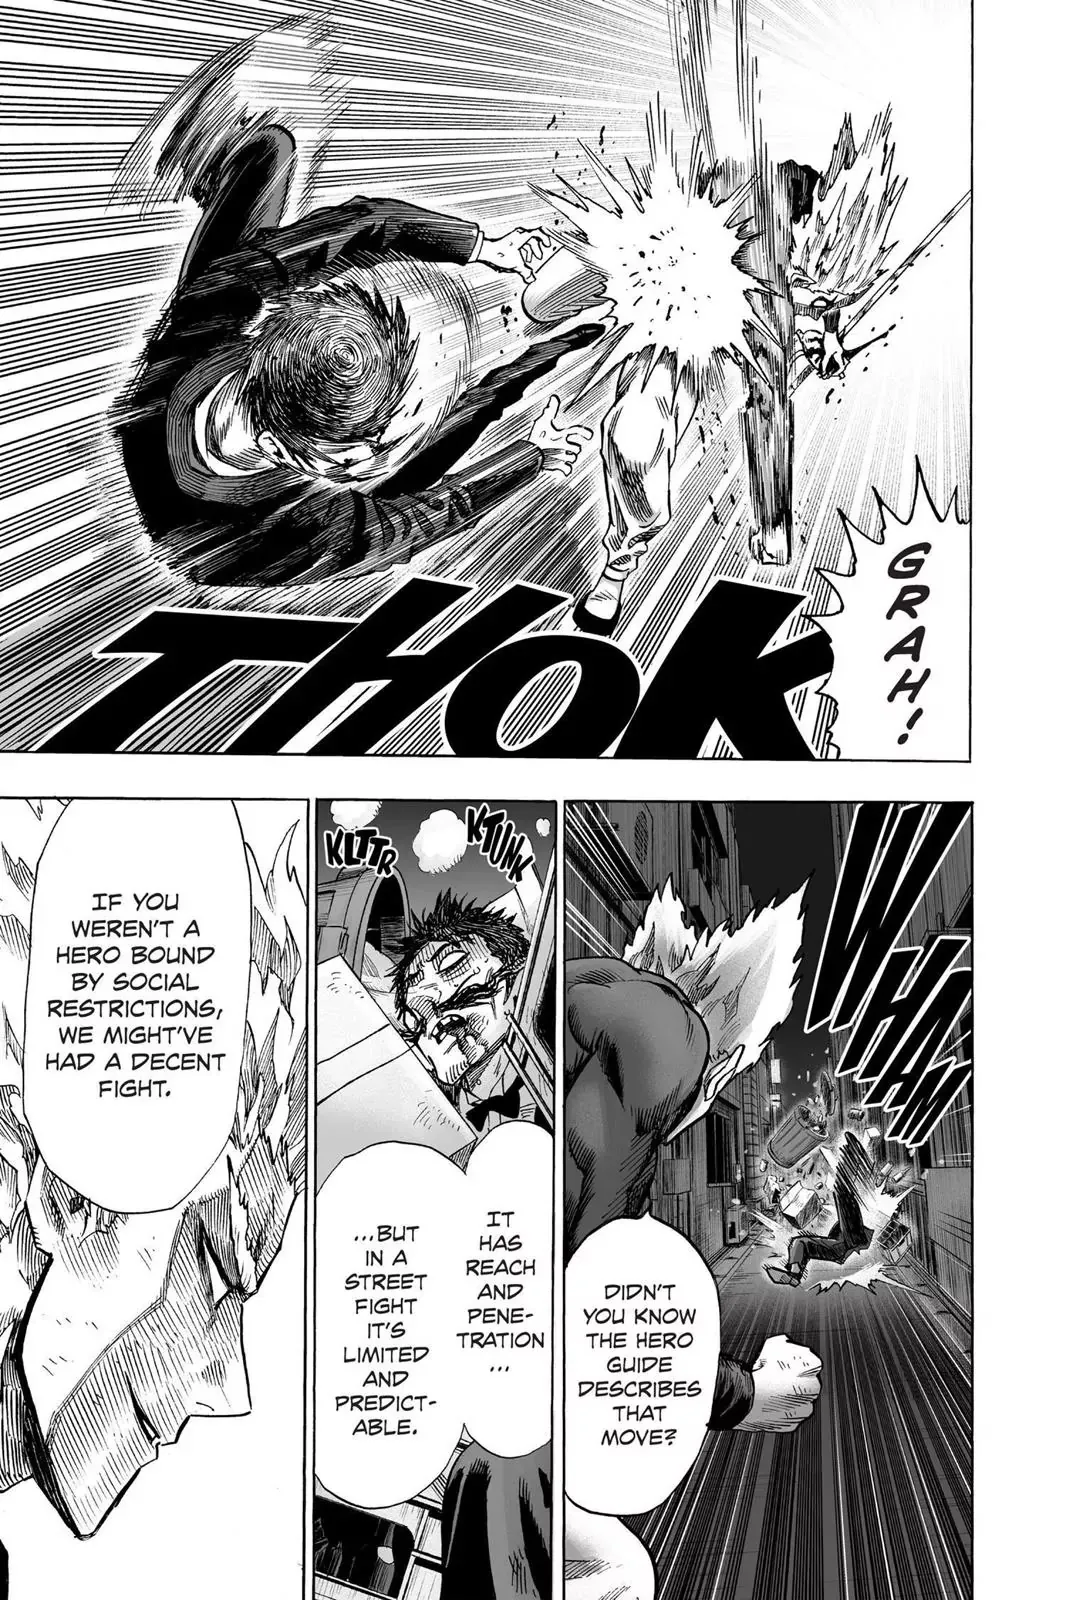 GRAH!
THOK
WHAM
DIDN'T
YOU KNOW
THE HERO
GUIDE
DESCRIBES
THAT
MOVE?
KTUNK
KLTTR
IT
HAS
REACH
AND
PENE-
TRATION
...
...BUT
IN A
STREET
FIGHT
IT'S
LIMITED
AND
PREDICT-
ABLE.
IF YOU
WEREN'T A
HERO BOUND
BY SOCIAL
RESTRICTIONS,
WE MIGHT'VE
HAD A DECENT
FIGHT.